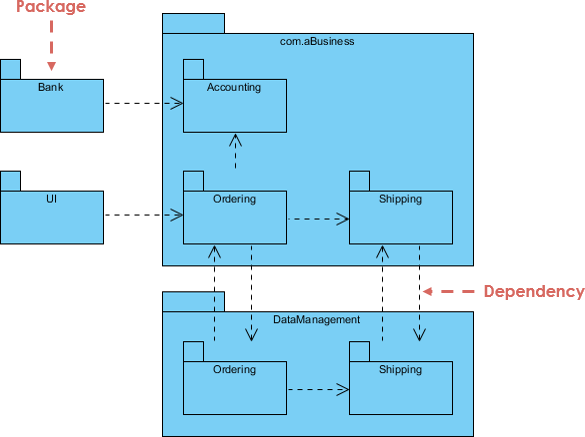 Package
com.aBusiness
Bank
Accounting
UI
Ordering
Shipping
Dependency
DataManagement
Ordering
Shipping